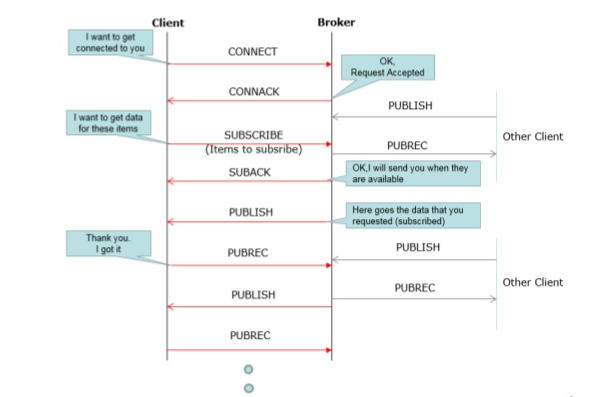 Client
Broker
I want to get
connected to you
CONNECT
OK,
Request Accepted
CONNACK
PUBLISH
I want to get data
for these items
SUBSCRIBE
(Items to subsribe)
PUBREC
Other Client
SUBACK
OK,I will send you when they
are available
PUBLISH
Here goes the data that you
requested (subscribed)
Thank you.
I got it
PUBREC
PUBLISH
PUBLISH
PUBREC
Other Client
PUBREC